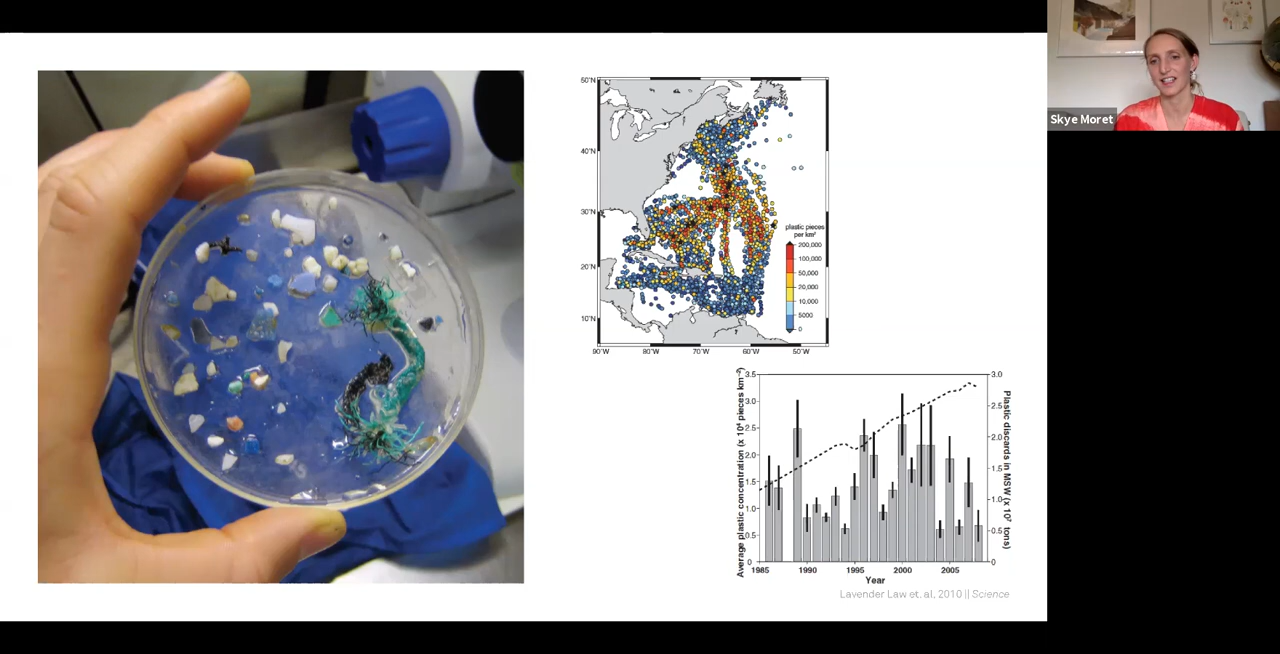 Skye Moret
50°N
40°N
30°N
20°N
10°N
90°W 80°W 70°W 60°W 50°W
plastic pieces
per km²
200,000
100,000
50,000
20,000
10,000
5000
0
Average plastic concentration (x 10⁴ pieces km⁻²)
3.5
3.0
2.5
2.0
1.5
1.0
0.5
0
3.0
2.5
2.0
1.5
1.0
0.5
0
Plastic discards in MSW (x 10⁷ tons)
1985 1990 1995 2000 2005
Year
Lavender Law et. al, 2010 || Science